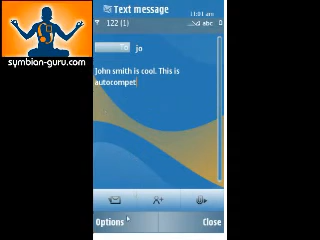 Text message
11:01 am
122 (1)
abc
To jo
John smith is cool. This is
autocompet
symbian-guru.com
Options
Close